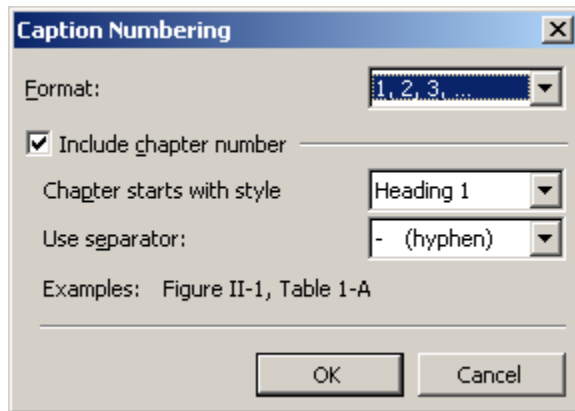 Caption Numbering
Format: 1, 2, 3, ...
Include chapter number
Chapter starts with style Heading 1
Use separator: - (hyphen)
Examples: Figure II-1, Table 1-A
OK Cancel